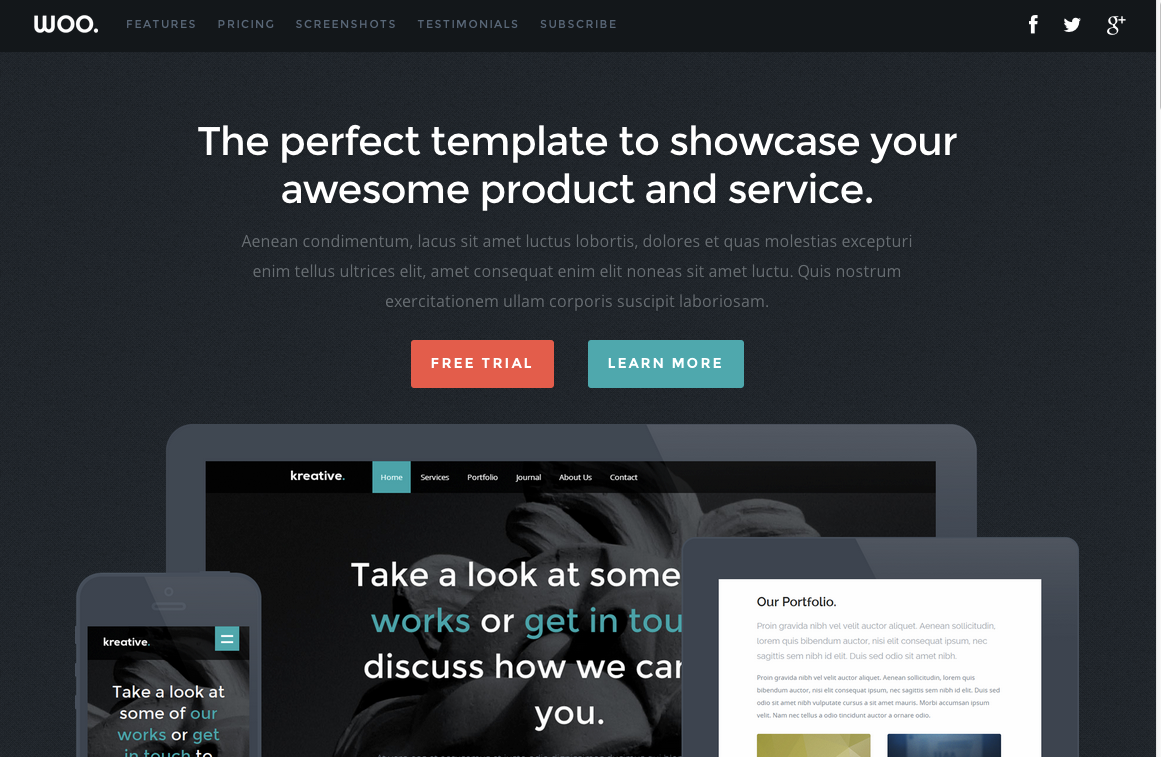 WOO.
FEATURES PRICING SCREENSHOTS TESTIMONIALS SUBSCRIBE
f g+
The perfect template to showcase your
awesome product and service.
Aenean condimentum, lacus sit amet luctus lobortis, dolores et quas molestias excepturi
enim tellus ultrices elit, amet consequat enim elit noneas sit amet luctu. Quis nostrum
exercitationem ullam corporis suscipit laboriosam.
FREE TRIAL LEARN MORE
kreative. Home Services Portfolio Journal About Us Contact
Take a look at some
works or get in tou
discuss how we can
you.
kreative.
Take a look at
some of our
works or get
in touch to
Our Portfolio.
Proin gravida nibh vel velit auctor aliquet. Aenean sollicitudin,
lorem quis bibendum auctor, nisi elit consequat ipsum, nec
sagittis sem nibh id elit. Duis sed odio sit amet nibh.
Proin gravida nibh vel velit auctor aliquet. Aenean sollicitudin, lorem quis
bibendum auctor, nisi elit consequat ipsum, nec sagittis sem nibh id elit. Duis sed
odio sit amet nibh vulputate cursus a sit amet mauris. Morbi accumsan ipsum
velit. Nam nec tellus a odio tincidunt auctor a ornare odio.